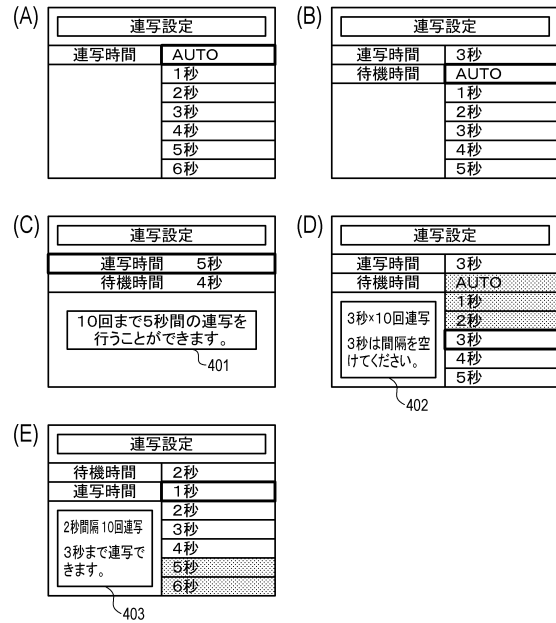 (A)
連写設定
連写時間 AUTO
1秒
2秒
3秒
4秒
5秒
6秒
(B)
連写設定
連写時間 3秒
待機時間 AUTO
1秒
2秒
3秒
4秒
5秒
(C)
連写設定
連写時間 5秒
待機時間 4秒
10回まで5秒間の連写を
行うことができます。
401
(D)
連写設定
連写時間 3秒
待機時間 AUTO
1秒
2秒
3秒
4秒
5秒
3秒×10回連写
3秒は間隔を空
けてください。
402
(E)
連写設定
待機時間 2秒
連写時間 1秒
2秒
3秒
4秒
5秒
6秒
2秒間隔10回連写
3秒まで連写で
きます。
403